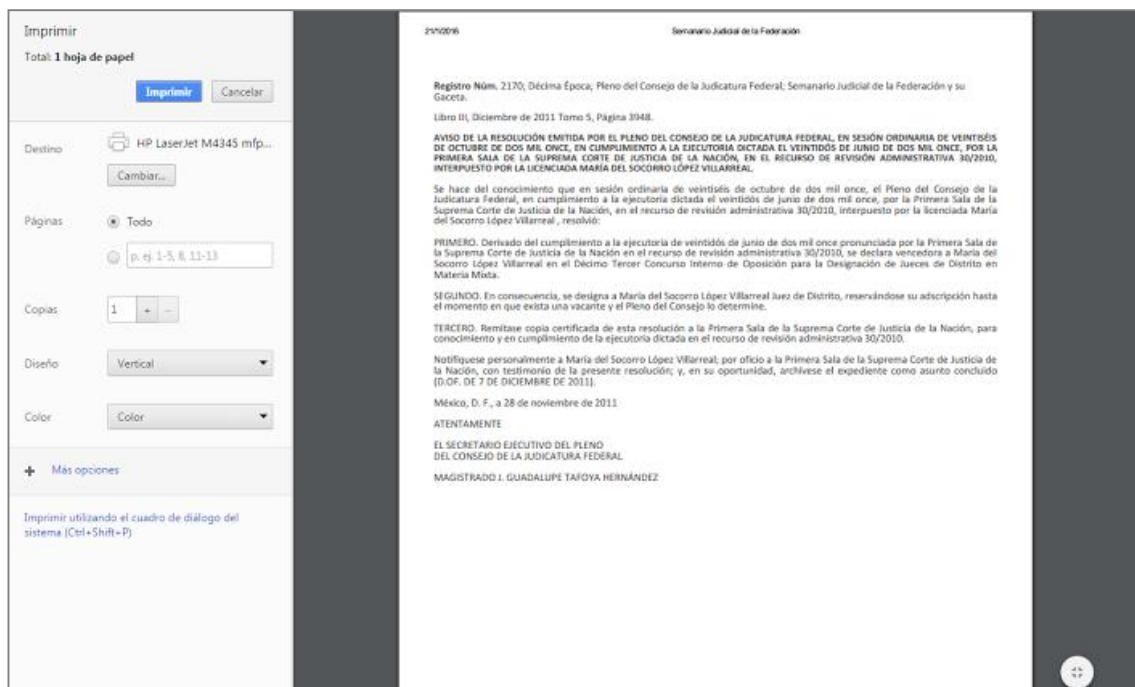 Imprimir
Total: 1 hoja de papel
Imprimir Cancelar
Destino HP LaserJet M4345 mfp...
Cambiar...
Páginas Todo
p. ej. 1-5, 8, 11-13
Copias 1 + −
Diseño Vertical
Color Color
+ Más opciones
Imprimir utilizando el cuadro de diálogo del
sistema (Ctrl+Shift+P)
21/1/2016 Semanario Judicial de la Federación
Registro Núm. 2170; Décima Época; Pleno del Consejo de la Judicatura Federal; Semanario Judicial de la Federación y su
Gaceta.
Libro III, Diciembre de 2011 Tomo 5, Página 3948.
AVISO DE LA RESOLUCIÓN EMITIDA POR EL PLENO DEL CONSEJO DE LA JUDICATURA FEDERAL, EN SESIÓN ORDINARIA DE VEINTISÉIS
DE OCTUBRE DE DOS MIL ONCE, EN CUMPLIMIENTO A LA EJECUTORIA DICTADA EL VEINTIDÓS DE JUNIO DE DOS MIL ONCE, POR LA
PRIMERA SALA DE LA SUPREMA CORTE DE JUSTICIA DE LA NACIÓN, EN EL RECURSO DE REVISIÓN ADMINISTRATIVA 30/2010,
INTERPUESTO POR LA LICENCIADA MARÍA DEL SOCORRO LÓPEZ VILLARREAL.
Se hace del conocimiento que en sesión ordinaria de veintiséis de octubre de dos mil once, el Pleno del Consejo de la
Judicatura Federal, en cumplimiento a la ejecutoria dictada el veintidós de junio de dos mil once, por la Primera Sala de la
Suprema Corte de Justicia de la Nación, en el recurso de revisión administrativa 30/2010, interpuesto por la licenciada María
del Socorro López Villarreal , resolvió:
PRIMERO. Derivado del cumplimiento a la ejecutoria de veintidós de junio de dos mil once pronunciada por la Primera Sala de
la Suprema Corte de Justicia de la Nación en el recurso de revisión administrativa 30/2010, se declara vencedora a María del
Socorro López Villarreal en el Décimo Tercer Concurso Interno de Oposición para la Designación de Jueces de Distrito en
Materia Mixta.
SEGUNDO. En consecuencia, se designa a María del Socorro López Villarreal Juez de Distrito, reservándose su adscripción hasta
el momento en que exista una vacante y el Pleno del Consejo lo determine.
TERCERO. Remítase copia certificada de esta resolución a la Primera Sala de la Suprema Corte de Justicia de la Nación, para
conocimiento y en cumplimiento de la ejecutoria dictada en el recurso de revisión administrativa 30/2010.
Notifíquese personalmente a María del Socorro López Villarreal; por oficio a la Primera Sala de la Suprema Corte de Justicia de
la Nación, con testimonio de la presente resolución; y, en su oportunidad, archívese el expediente como asunto concluido
(D.OF. DE 7 DE DICIEMBRE DE 2011).
México, D. F., a 28 de noviembre de 2011
ATENTAMENTE
EL SECRETARIO EJECUTIVO DEL PLENO
DEL CONSEJO DE LA JUDICATURA FEDERAL
MAGISTRADO J. GUADALUPE TAFOYA HERNÁNDEZ